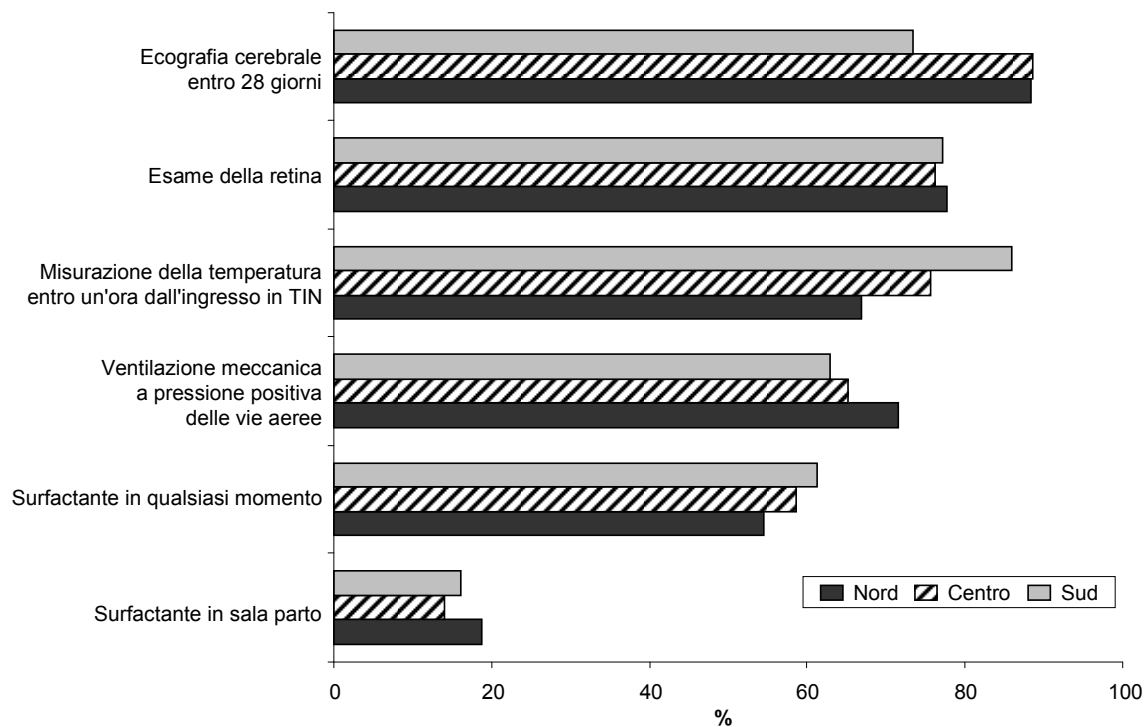 Ecografia cerebrale
entro 28 giorni
Esame della retina
Misurazione della temperatura
entro un'ora dall'ingresso in TIN
Ventilazione meccanica
a pressione positiva
delle vie aeree
Surfactante in qualsiasi momento
Surfactante in sala parto
Nord Centro Sud
0 20 40 60 80 100
%